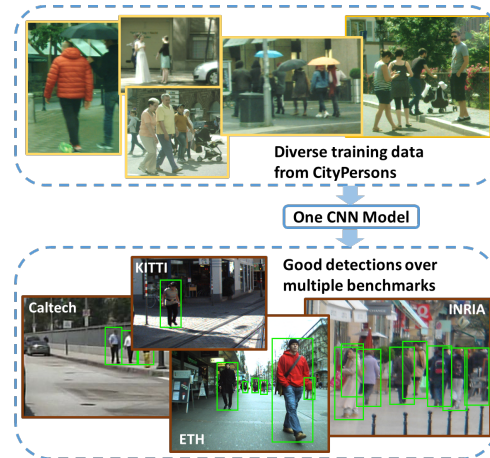 Diverse training data
from CityPersons
One CNN Model
Good detections over
multiple benchmarks
KITTI
Caltech
INRIA
ETH